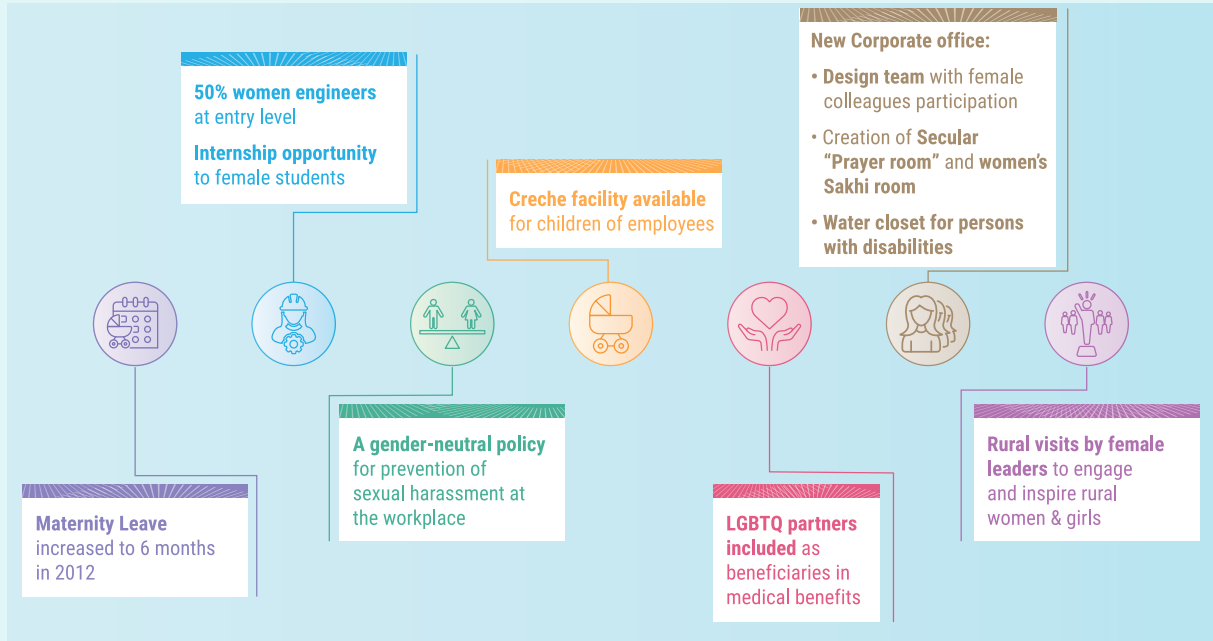 Maternity Leave
increased to 6 months
in 2012
50% women engineers
at entry level
Internship opportunity
to female students
A gender-neutral policy
for prevention of
sexual harassment at
the workplace
Creche facility available
for children of employees
LGBTQ partners
included as
beneficiaries in
medical benefits
New Corporate office:
• Design team with female
colleagues participation
• Creation of Secular
“Prayer room” and women’s
Sakhi room
• Water closet for persons
with disabilities
Rural visits by female
leaders to engage
and inspire rural
women & girls